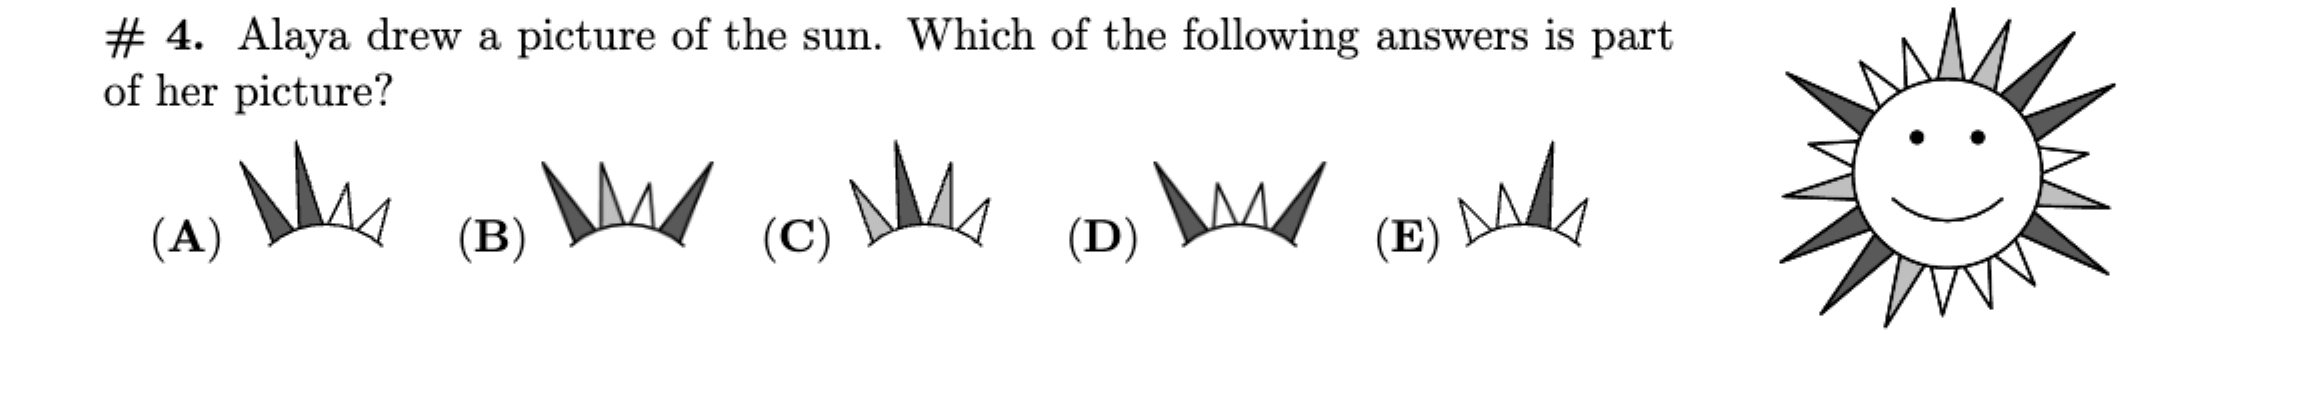 # 4. Alaya drew a picture of the sun. Which of the following answers is part
of her picture?
(A) (B) (C) (D) (E)